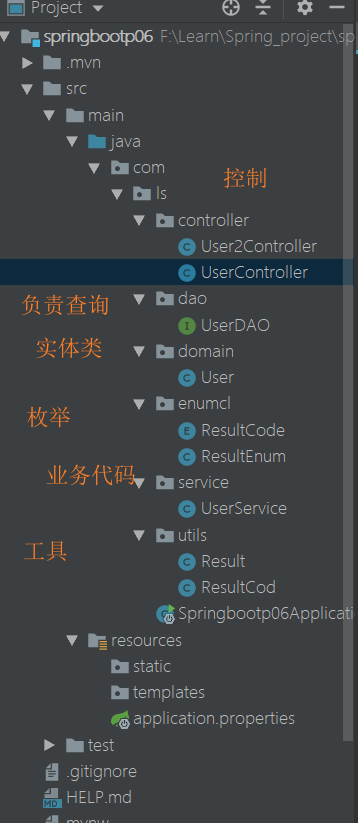 Project
springbootp06 F:\Learn\Spring_project\sp
.mvn
src
main
java
com
控制
ls
controller
User2Controller
UserController
负责查询 dao
UserDAO
实体类 domain
User
枚举 enumcl
ResultCode
ResultEnum
业务代码 service
UserService
工具 utils
Result
ResultCod
Springbootp06Applicati
resources
static
templates
application.properties
test
.gitignore
HELP.md
mvnw